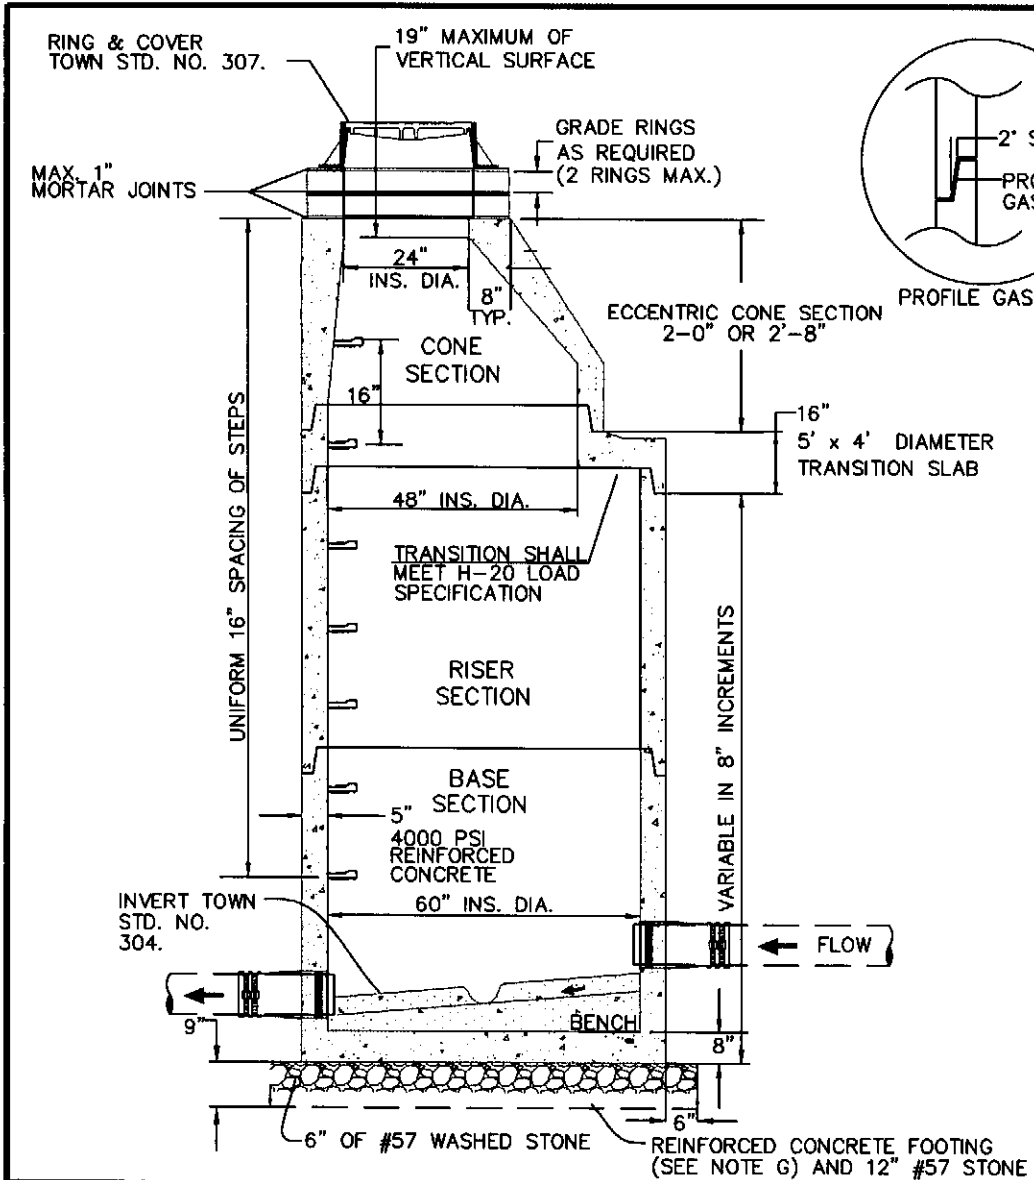 RING & COVER
TOWN STD. NO. 307.
19" MAXIMUM OF
VERTICAL SURFACE
GRADE RINGS
AS REQUIRED
(2 RINGS MAX.)
MAX. 1"
MORTAR JOINTS
2"
PROFILE
24"
INS. DIA.
8"
TYP.
ECCENTRIC CONE SECTION
2-0" OR 2'-8"
CONE
SECTION
16"
16"
5' x 4' DIAMETER
TRANSITION SLAB
48" INS. DIA.
TRANSITION SHALL
MEET H-20 LOAD
SPECIFICATION
UNIFORM 16" SPACING OF STEPS
RISER
SECTION
VARIABLE IN 8" INCREMENTS
BASE
SECTION
5"
4000 PSI
REINFORCED
CONCRETE
60" INS. DIA.
INVERT TOWN
STD. NO.
304.
FLOW
BENCH
9"
8"
6"
6" OF #57 WASHED STONE
REINFORCED CONCRETE FOOTING
(SEE NOTE G) AND 12" #57 STONE